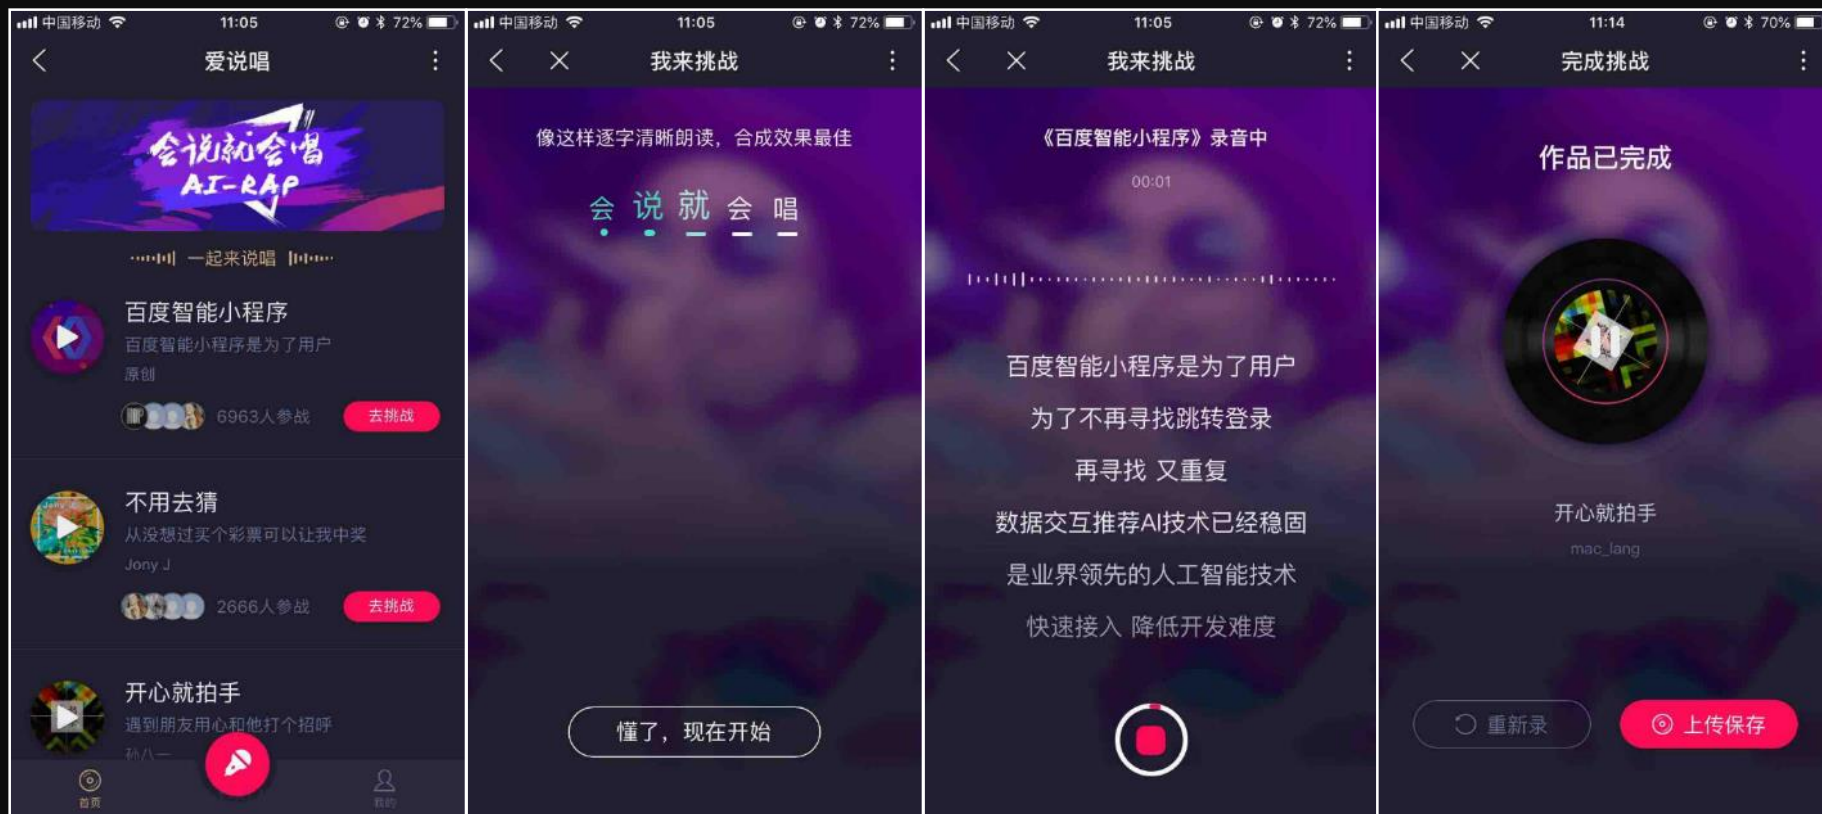 中国移动
11:05
72%
爱说唱
会说就会唱
AI-RAP
一起来说唱
百度智能小程序
百度智能小程序是为了用户
原创
6963人参战
去挑战
不用去猜
从没想过买个彩票可以让我中奖
Jony J
2666人参战
去挑战
开心就拍手
遇到朋友用心和他打个招呼
孙八一
首页
我的
中国移动
11:05
72%
我来挑战
像这样逐字清晰朗读，合成效果最佳
会说就会唱
懂了，现在开始
中国移动
11:05
72%
我来挑战
《百度智能小程序》录音中
00:01
百度智能小程序是为了用户
为了不再寻找跳转登录
再寻找 又重复
数据交互推荐AI技术已经稳固
是业界领先的人工智能技术
快速接入 降低开发难度
中国移动
11:14
70%
完成挑战
作品已完成
开心就拍手
mac_lang
重新录
上传保存